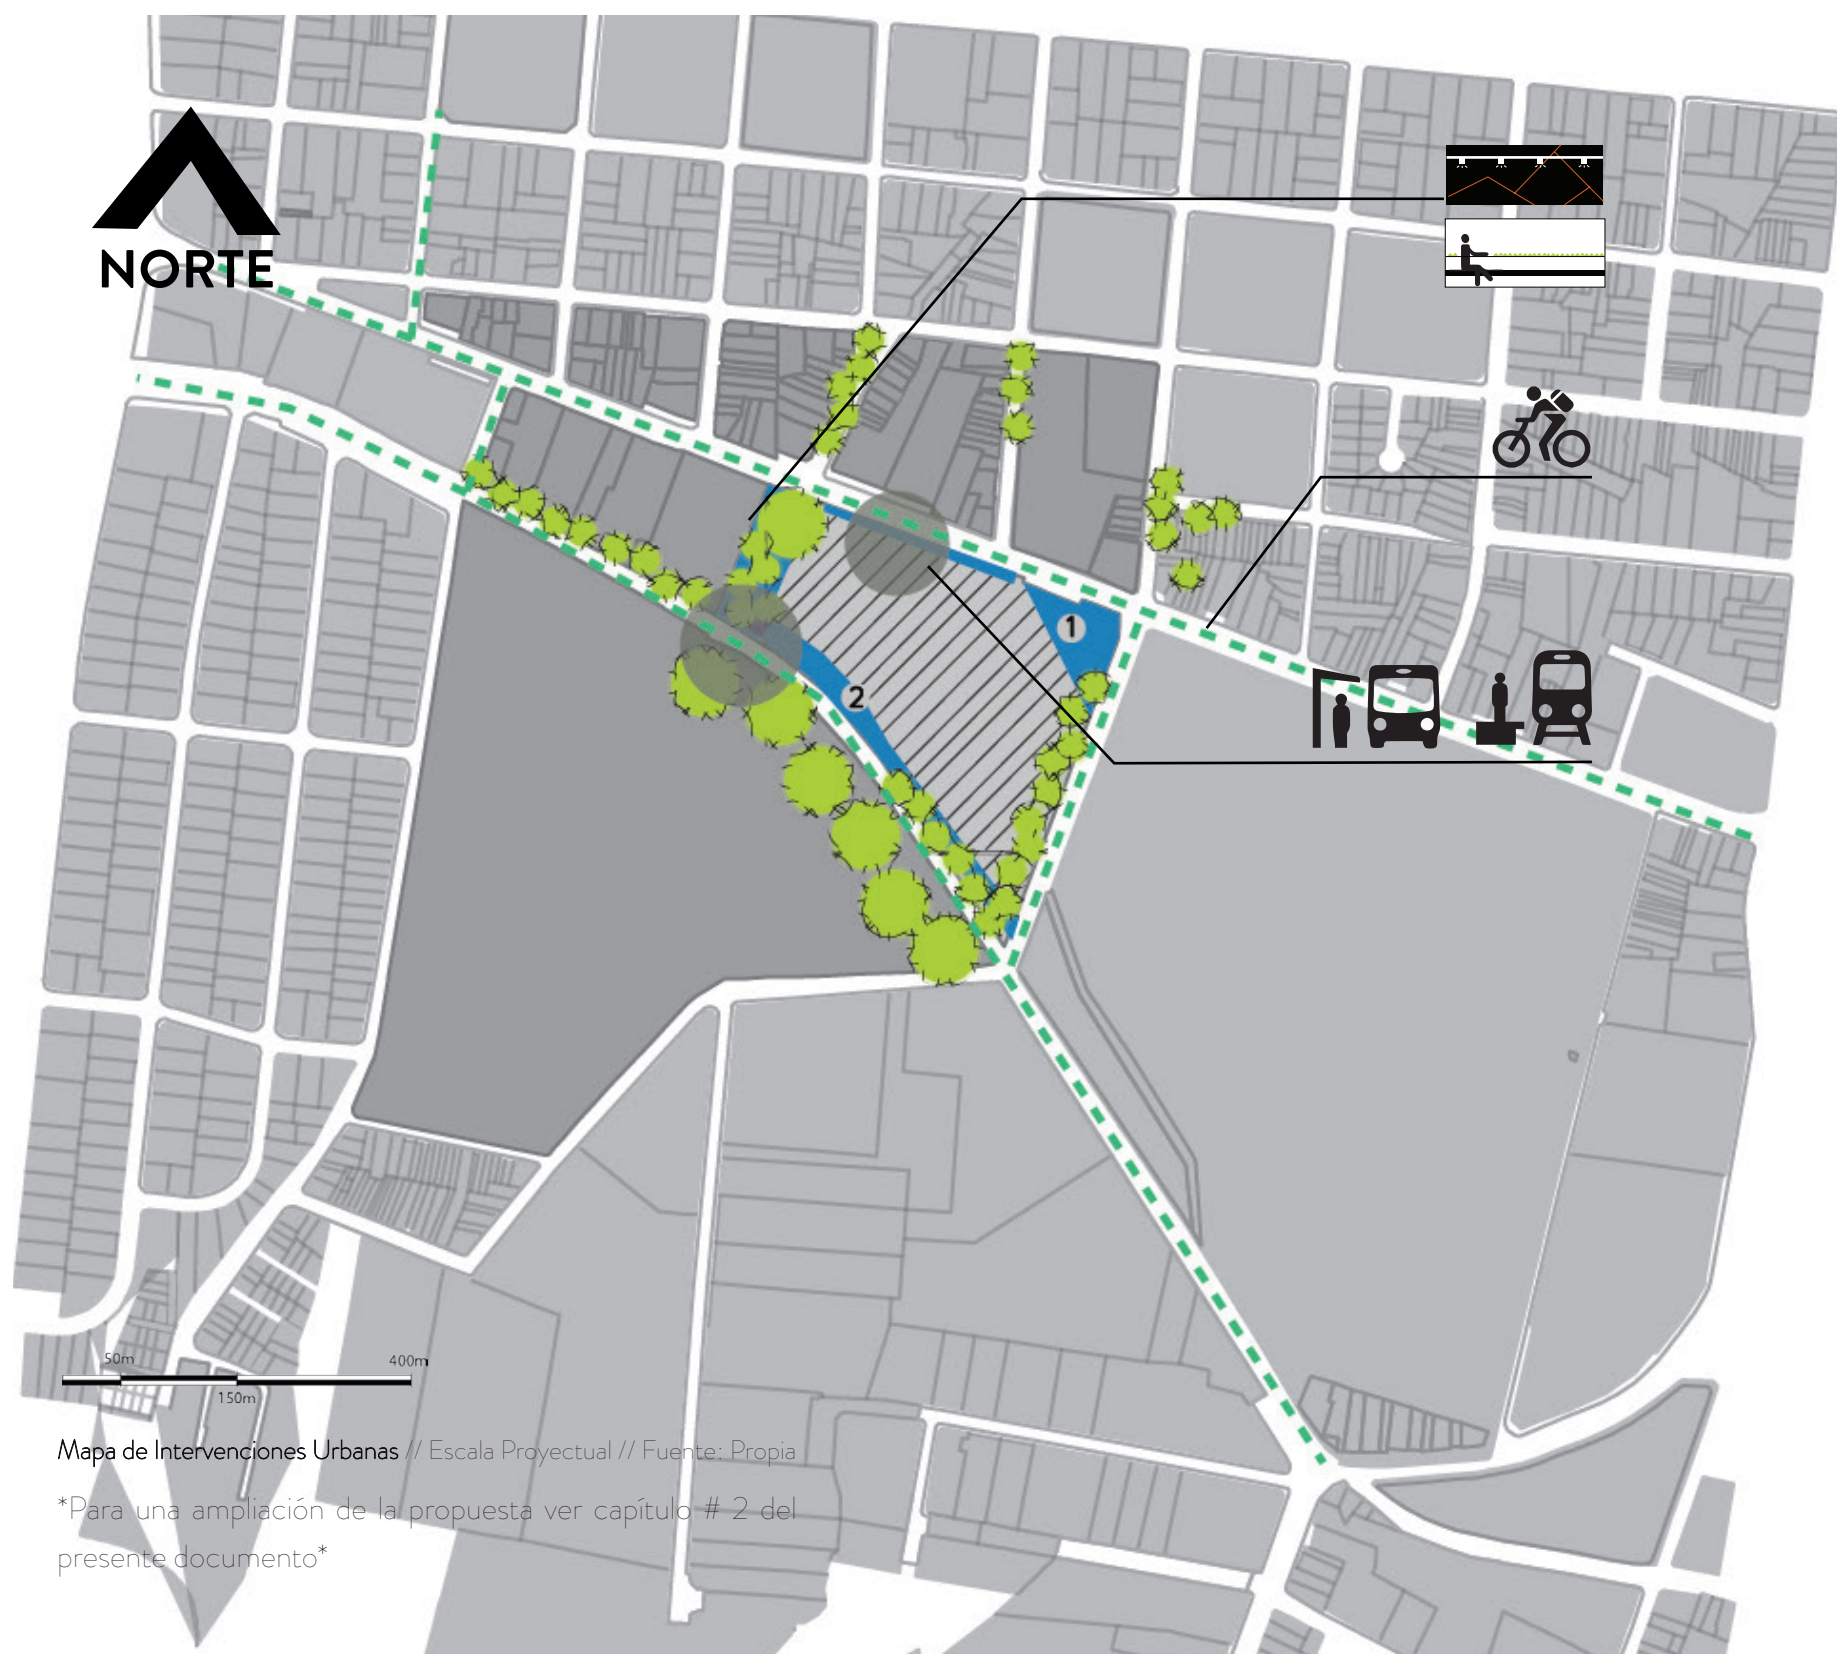 NORTE
1
2
50m
400m
150m
Mapa de Intervenciones Urbanas // Escala Proyectual // Fuente: Propia
*Para una ampliación de la propuesta ver capítulo # 2 del
presente documento*